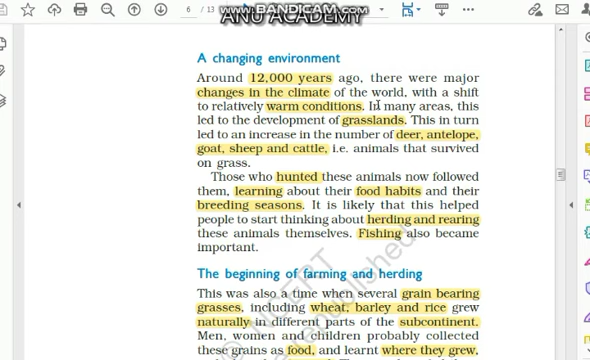 6 / 13
ANU ACADEMY
WWW.BANDICAM.COM
A changing environment
Around 12,000 years ago, there were major
changes in the climate of the world, with a shift
to relatively warm conditions. In many areas, this
led to the development of grasslands. This in turn
led to an increase in the number of deer, antelope,
goat, sheep and cattle, i.e. animals that survived
on grass.
Those who hunted these animals now followed
them, learning about their food habits and their
breeding seasons. It is likely that this helped
people to start thinking about herding and rearing
these animals themselves. Fishing also became
important.
The beginning of farming and herding
This was also a time when several grain bearing
grasses, including wheat, barley and rice grew
naturally in different parts of the subcontinent.
Men, women and children probably collected
these grains as food, and learnt where they grew,
© NCERT
republished